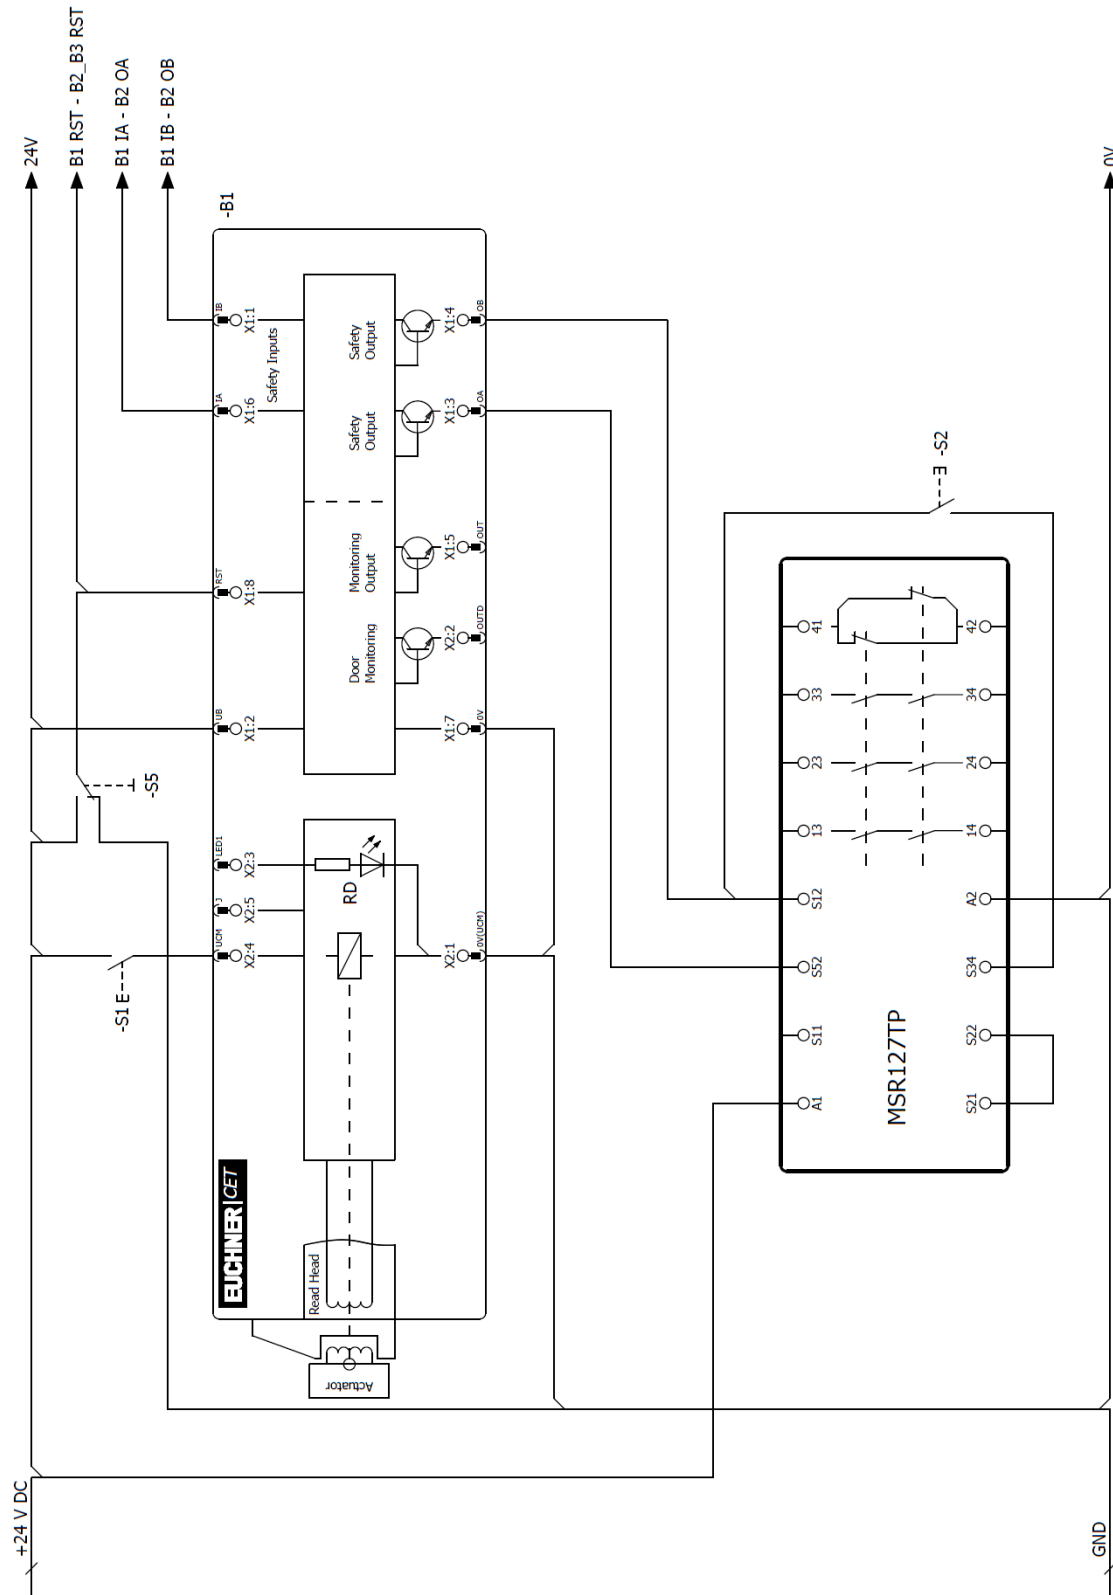 24V
B1 RST - B2_B3 RST
B1 IA - B2 OA
B1 IB - B2 OB
0V
-B1
IB
X1:1
Safety Inputs
IA
X1:6
RST
X1:8
UB
X1:2
LED1
X2:3
J
X2:5
UCM
X2:4
Safety
Output
X1:4
OB
Safety
Output
X1:3
OA
Monitoring
Output
X1:5
OUT
Door
Monitoring
X2:2
OUTD
X1:7
0V
RD
X2:1
0V(UCM)
-S5
-S1 E
EUCHNER CET
Read Head
Actuator
E -S2
41
42
33
34
23
24
13
14
S12
A2
S52
S34
S11
S22
A1
S21
MSR127TP
+24 V DC
GND